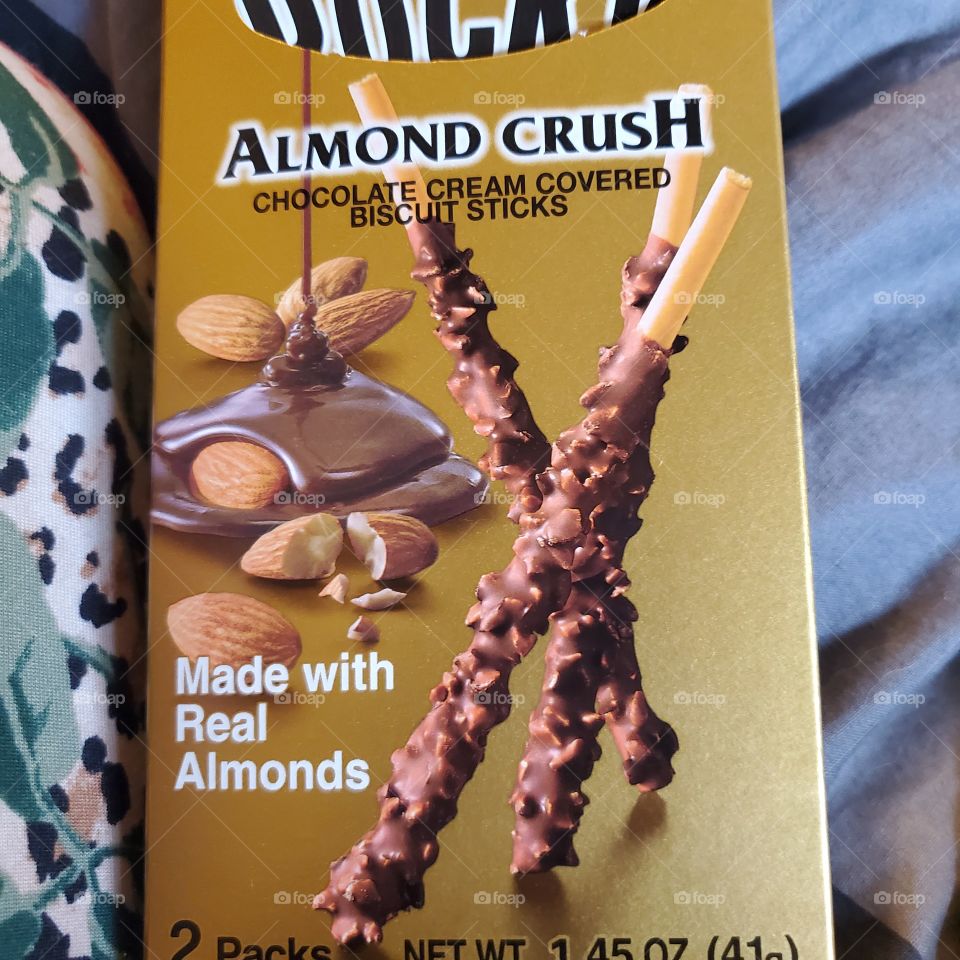 ALMOND CRUSH
CHOCOLATE CREAM COVERED
BISCUIT STICKS
Made with
Real
Almonds
2 Packs NET WT. 1.45 OZ. (41g)
foap